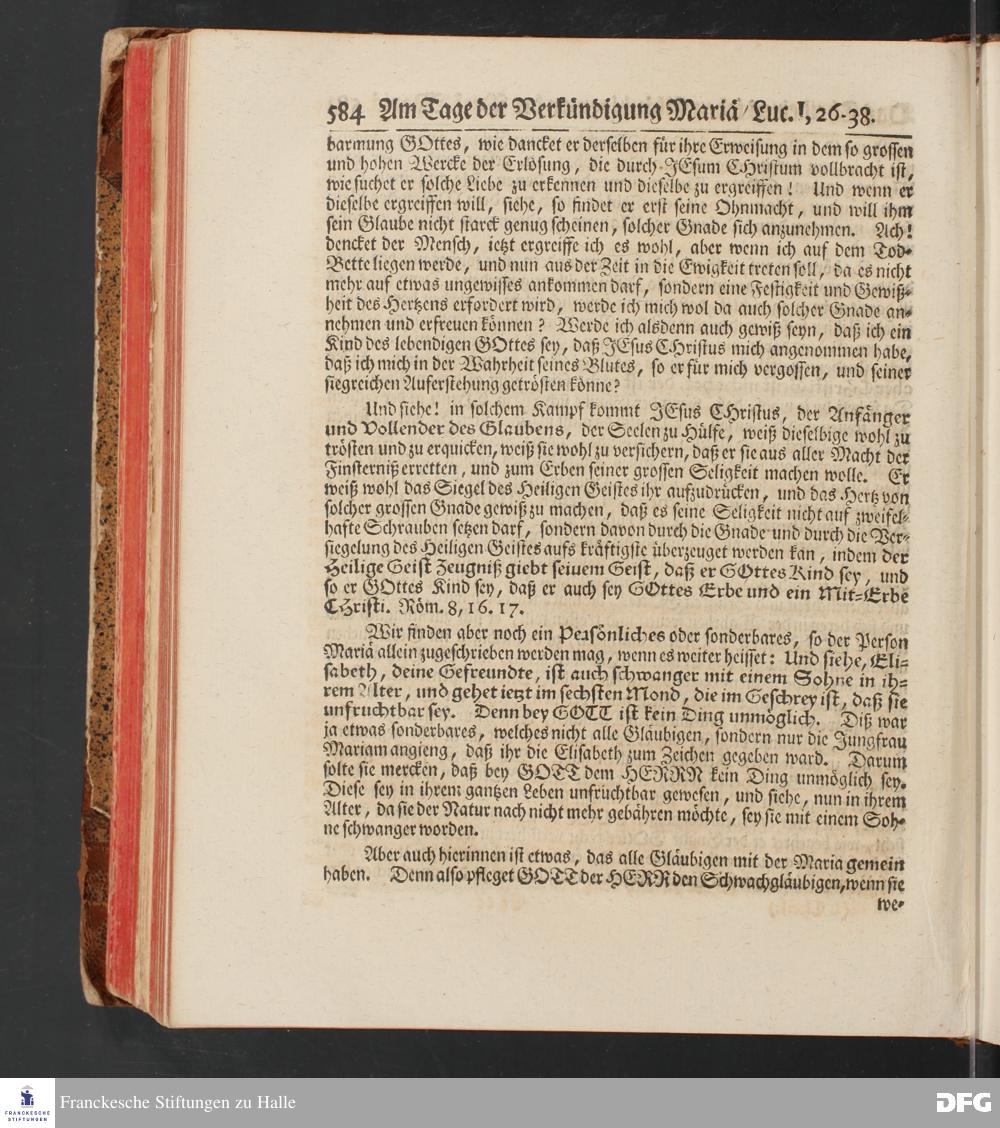 584 Am Tage der Verkündigung Mariä / Luc. I, 26-38.
barmung GOttes, wie dancket er derselben für ihre Erweisung in dem so grossen
und hohen Wercke der Erlösung, die durch JEsum CHristum vollbracht ist,
wie suchet er solche Liebe zu erkennen und dieselbe zu ergreiffen! Und wenn er
dieselbe ergreiffen will, siehe, so findet er erst seine Ohnmacht, und will ihm
sein Glaube nicht starck genug scheinen, solcher Gnade sich anzunehmen. Ach!
dencket der Mensch, ietzt ergreiffe ich es wohl, aber wenn ich auf dem Tod-
Bette liegen werde, und nun aus der Zeit in die Ewigkeit treten soll, da es nicht
mehr auf etwas ungewisses ankommen darf, sondern eine Festigkeit und Gewiß-
heit des Hertzens erfordert wird, werde ich mich wol da auch solcher Gnade an-
nehmen und erfreuen können? Werde ich alsdenn auch gewiß seyn, daß ich ein
Kind des lebendigen GOttes sey, daß JEsus CHristus mich angenommen habe,
daß ich mich in der Wahrheit seines Blutes, so er für mich vergossen, und seiner
siegreichen Auferstehung getrösten könne?
Und siehe! in solchem Kampf kommt JEsus CHristus, der Anfänger
und Vollender des Glaubens, der Seelen zu Hülfe, weiß dieselbige wohl zu
trösten und zu erquicken, weiß sie wohl zu versichern, daß er sie aus aller Macht der
Finsterniß erretten, und zum Erben seiner grossen Seligkeit machen wolle. Er
weiß wohl das Siegel des Heiligen Geistes ihr aufzudrücken, und das Hertz von
solcher grossen Gnade gewiß zu machen, daß es seine Seligkeit nicht auf zweifel-
hafte Schrauben setzen darf, sondern davon durch die Gnade und durch die Ver-
siegelung des Heiligen Geistes aufs kräftigste überzeuget werden kan, indem der
Heilige Geist Zeugniß giebt seiuem Geist, daß er GOttes Kind sey, und
so er GOttes Kind sey, daß er auch sey GOttes Erbe und ein Mit-Erbe
CHristi. Röm. 8, 16. 17.
Wir finden aber noch ein Persönliches oder sonderbares, so der Person
Mariä allein zugeschrieben werden mag, wenn es weiter heisset: Und siehe, Eli-
sabeth, deine Gefreundte, ist auch schwanger mit einem Sohne in ih-
rem Alter, und gehet ietzt im sechsten Mond, die im Geschrey ist, daß sie
unfruchtbar sey. Denn bey GOTT ist kein Ding unmöglich. Diß war
ja etwas sonderbares, welches nicht alle Gläubigen, sondern nur die Jungfrau
Mariam angieng, daß ihr die Elisabeth zum Zeichen gegeben ward. Darum
solte sie mercken, daß bey GOTT dem HERRN kein Ding unmöglich sey.
Diese sey in ihrem gantzen Leben unfruchtbar gewesen, und siehe, nun in ihrem
Alter, da sie der Natur nach nicht mehr gebähren möchte, sey sie mit einem Soh-
ne schwanger worden.
Aber auch hierinnen ist etwas, das alle Gläubigen mit der Maria gemein
haben. Denn also pfleget GOTT der HERR den Schwachgläubigen, wenn sie
we-
FRANCKESCHE
STIFTUNGEN
Franckesche Stiftungen zu Halle
DFG